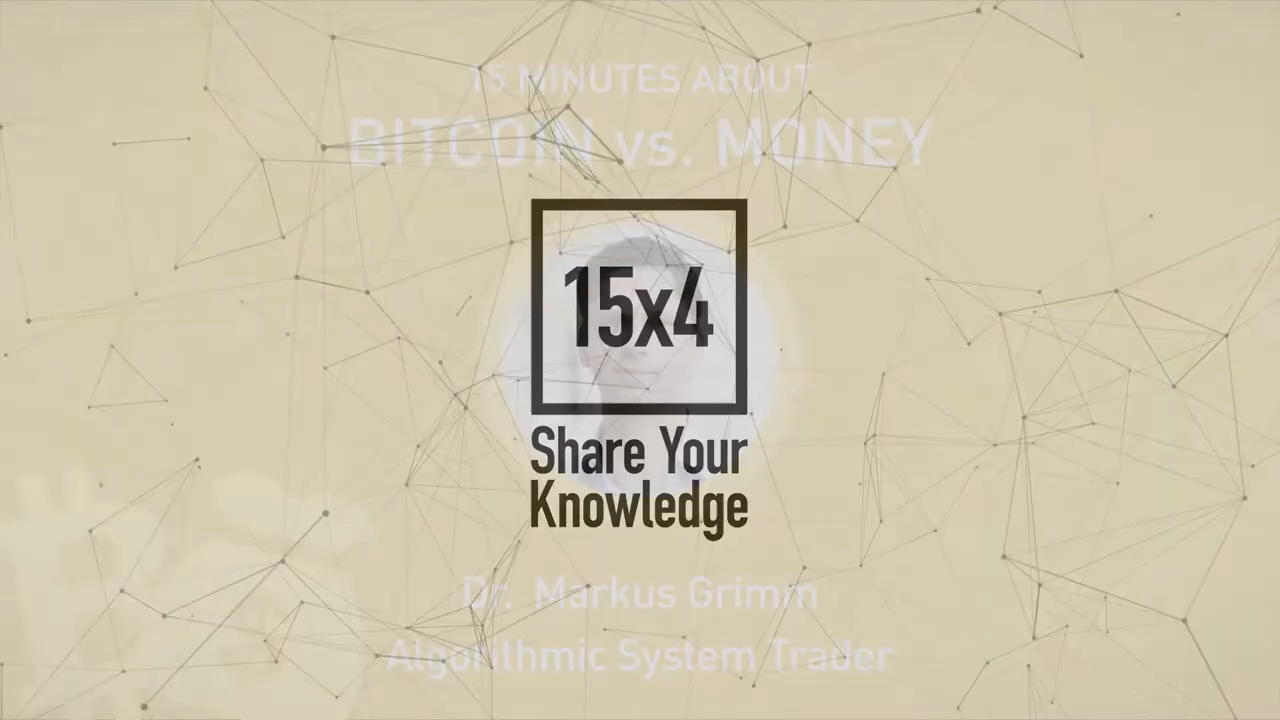 15 MINUTES ABOUT
BITCOIN vs. MONEY
15x4
Share Your
Knowledge
Dr. Markus Grimm
Algorithmic System Trader